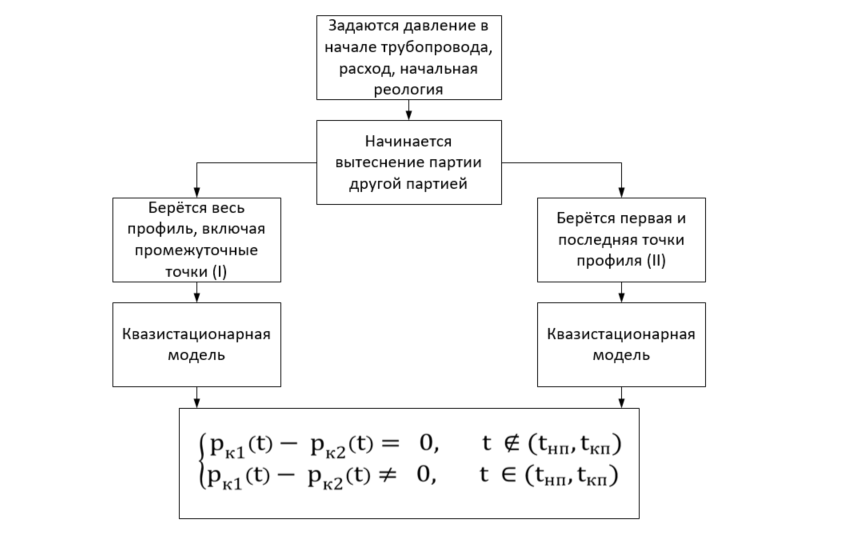 Задаются давление в
начале трубопровода,
расход, начальная
реология
Начинается
вытеснение партии
другой партией
Берётся весь
профиль, включая
промежуточные
точки (I)
Берётся первая и
последняя точки
профиля (II)
Квазистационарная
модель
Квазистационарная
модель
pк1(t) − pк2(t) = 0, t ∉ (tнп, tкп)
pк1(t) − pк2(t) ≠ 0, t ∈ (tнп, tкп)